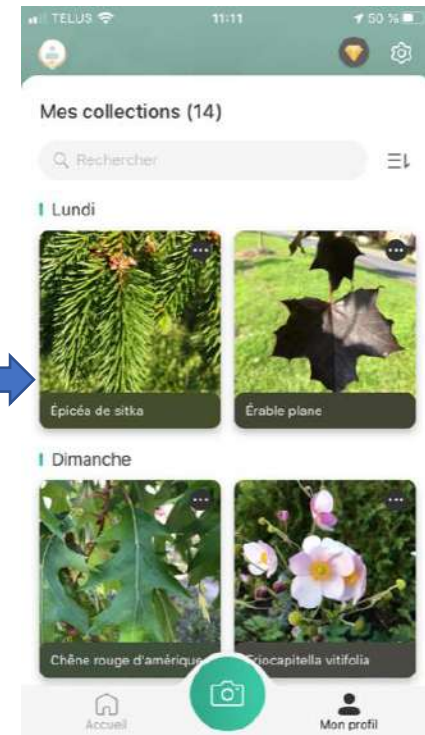 TELUS 11:11 50 %
Mes collections (14)
Rechercher
Lundi
Épicéa de sitka
Érable plane
Dimanche
Chêne rouge d'amérique
Eriocapitella vitifolia
Accueil
Mon profil